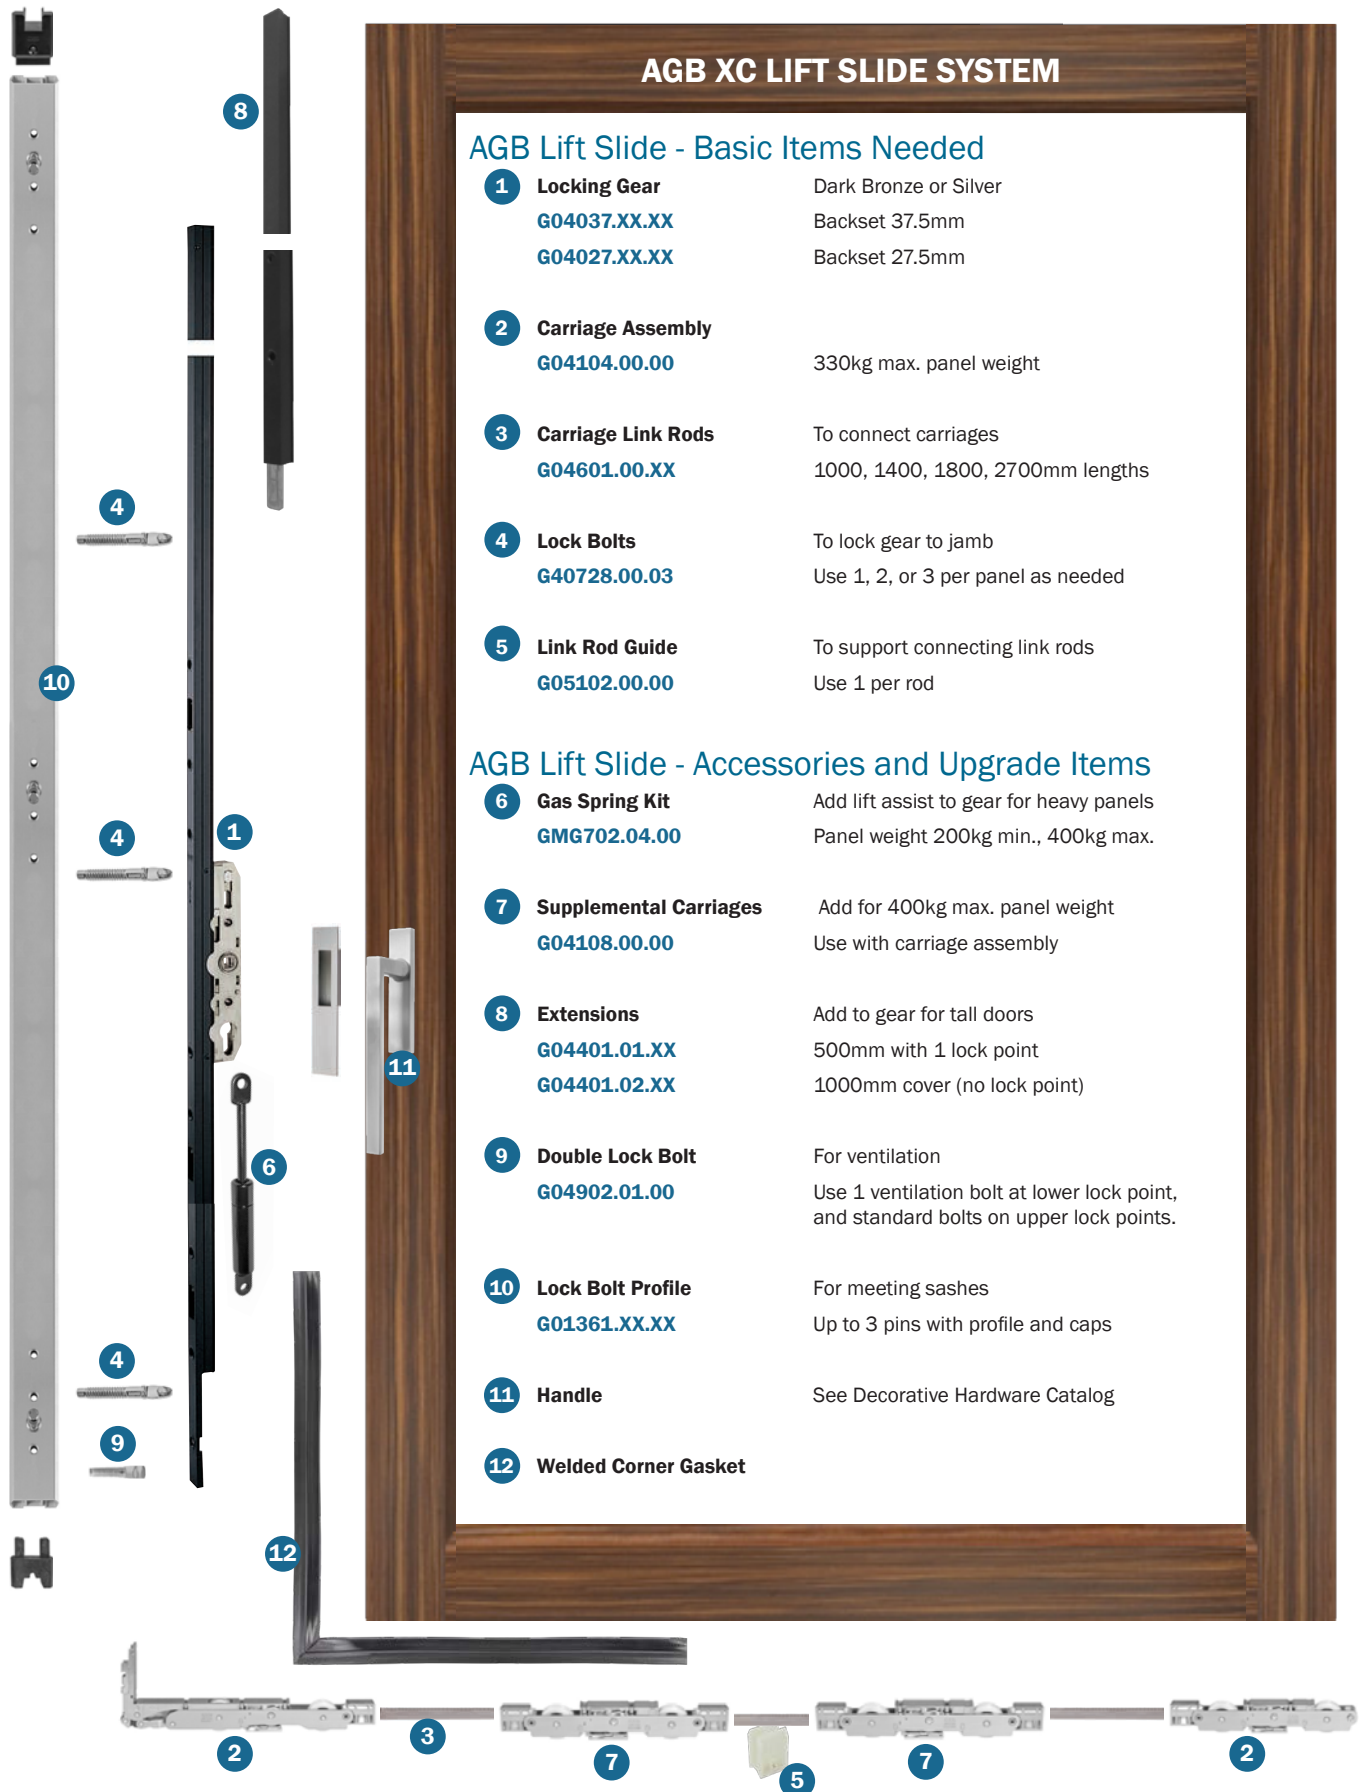 AGB XC LIFT SLIDE SYSTEM
AGB Lift Slide - Basic Items Needed
1 Locking Gear Dark Bronze or Silver
G04037.XX.XX Backset 37.5mm
G04027.XX.XX Backset 27.5mm
2 Carriage Assembly
G04104.00.00 330kg max. panel weight
3 Carriage Link Rods To connect carriages
G04601.00.XX 1000, 1400, 1800, 2700mm lengths
4 Lock Bolts To lock gear to jamb
G40728.00.03 Use 1, 2, or 3 per panel as needed
5 Link Rod Guide To support connecting link rods
G05102.00.00 Use 1 per rod
AGB Lift Slide - Accessories and Upgrade Items
6 Gas Spring Kit Add lift assist to gear for heavy panels
GMG702.04.00 Panel weight 200kg min., 400kg max.
7 Supplemental Carriages Add for 400kg max. panel weight
G04108.00.00 Use with carriage assembly
8 Extensions Add to gear for tall doors
G04401.01.XX 500mm with 1 lock point
G04401.02.XX 1000mm cover (no lock point)
9 Double Lock Bolt For ventilation
G04902.01.00 Use 1 ventilation bolt at lower lock point,
and standard bolts on upper lock points.
10 Lock Bolt Profile For meeting sashes
G01361.XX.XX Up to 3 pins with profile and caps
11 Handle See Decorative Hardware Catalog
12 Welded Corner Gasket
8
4
10
4
1
11
6
4
9
12
2
3
7
5
7
2